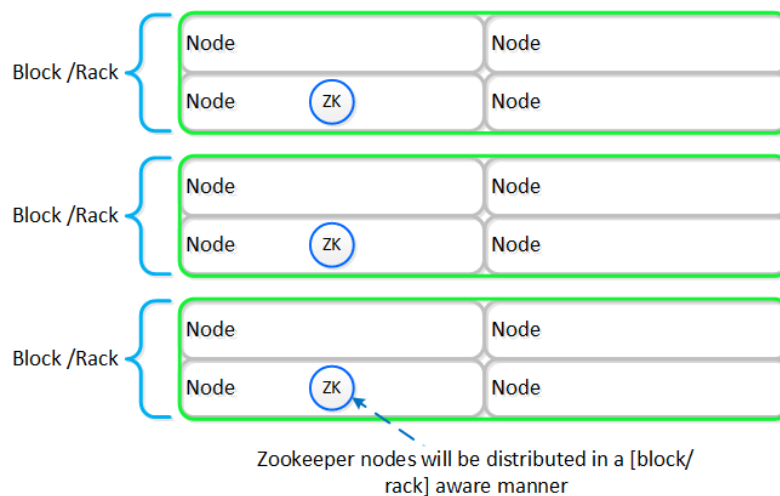 Node Node
Block /Rack
Node ZK Node
Node Node
Block /Rack
Node ZK Node
Node Node
Block /Rack
Node ZK Node
Zookeeper nodes will be distributed in a [block/
rack] aware manner